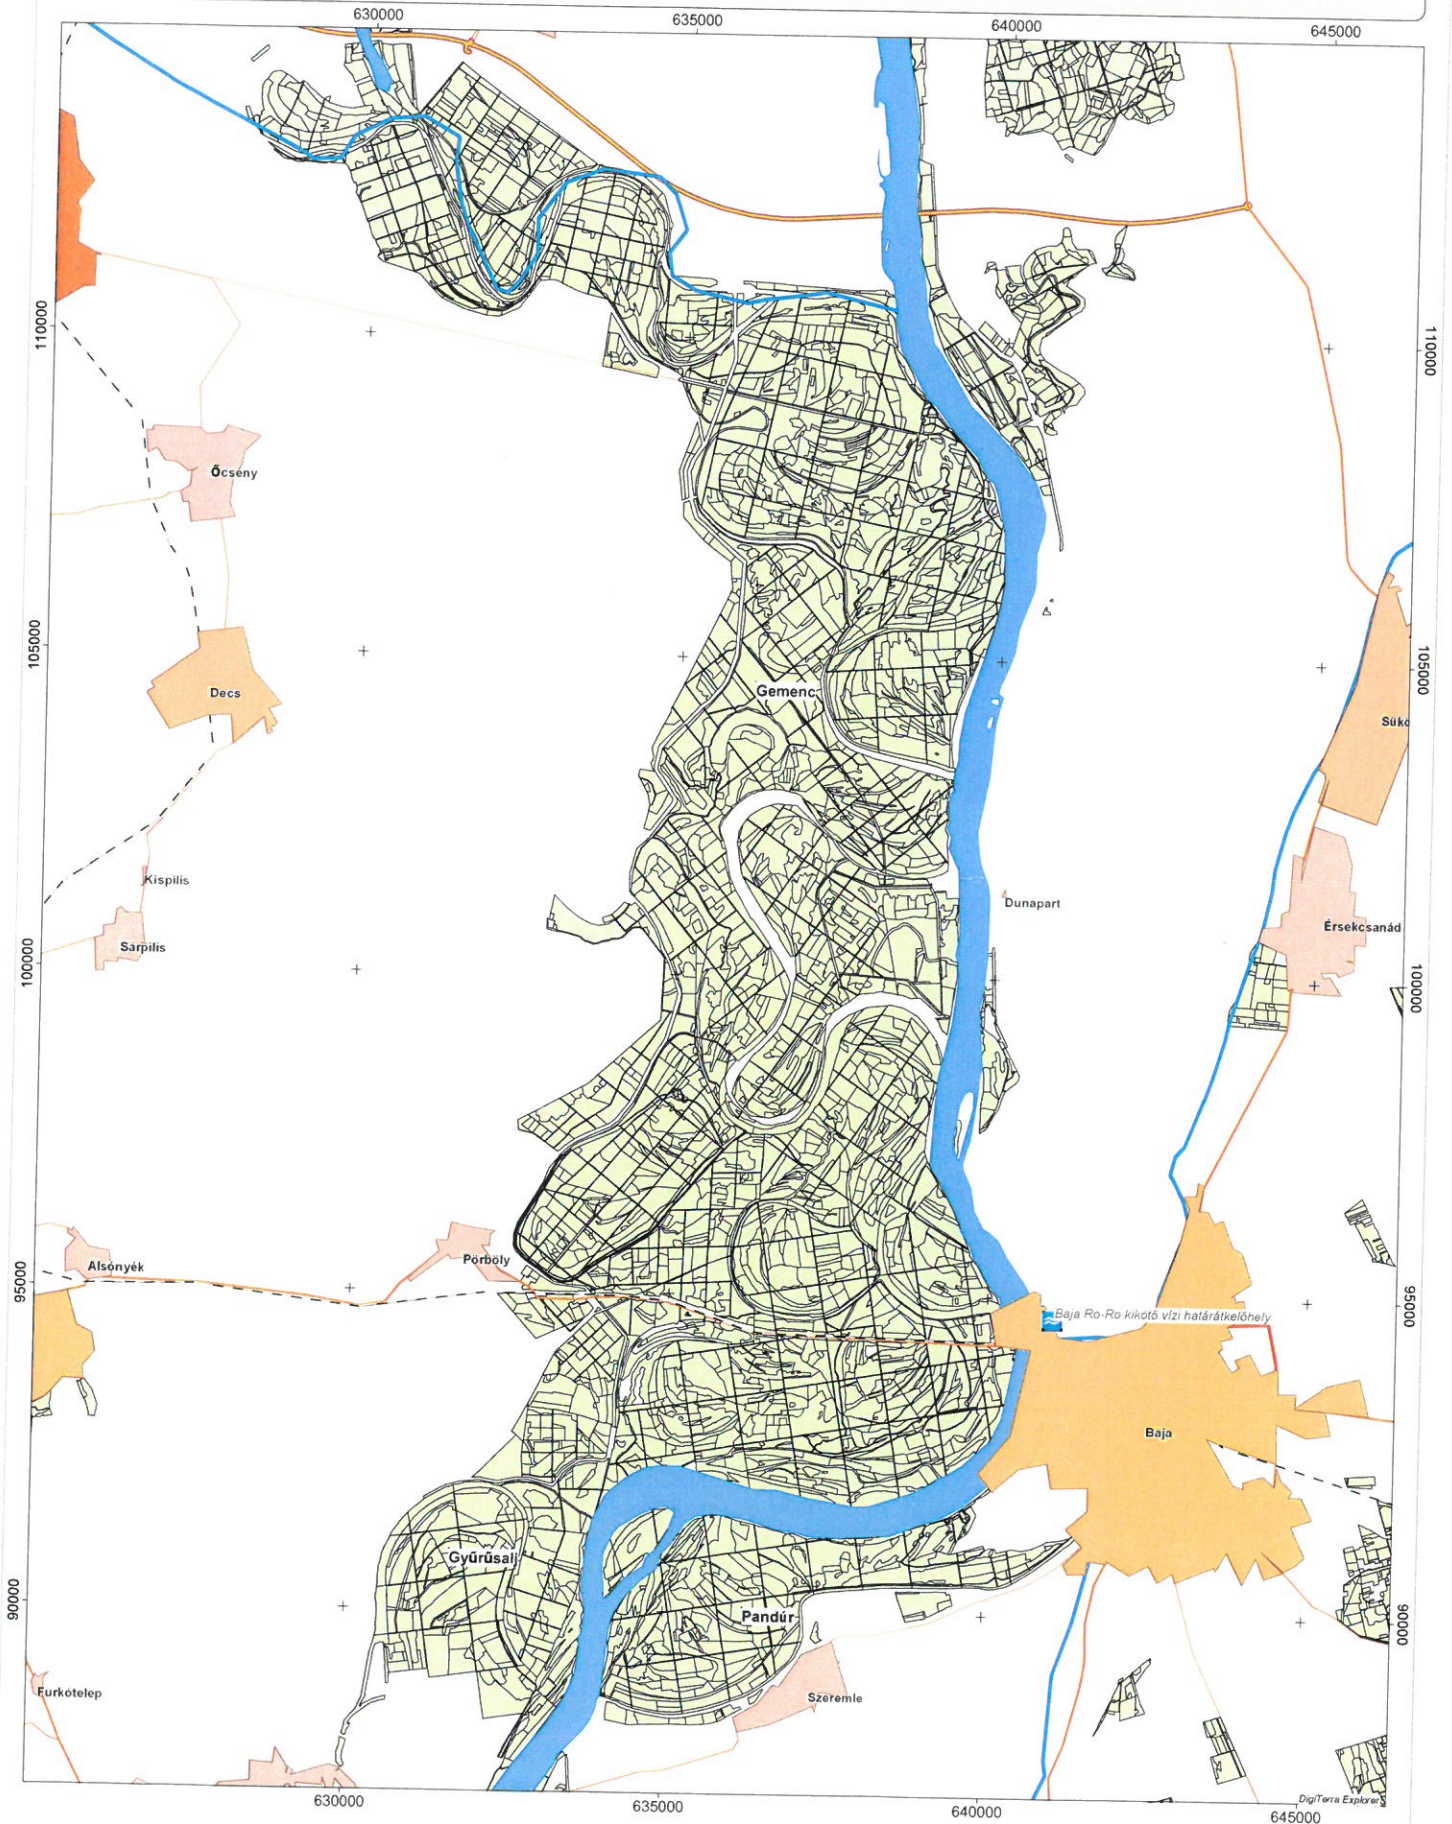 630000
635000
640000
645000
110000
110000
Őcsény
105000
105000
Gemenc
Decs
Sükö
Kispilis
Dunapart
Érsekcsanád
Sárpilis
100000
100000
Alsónyék
Pörböly
95000
95000
Baja Ro-Ro kikötő vízi határátkelőhely
Baja
Gyűrűsalj
90000
90000
Pandúr
Furkótelep
Szeremle
630000
635000
640000
645000
DigiTerra Explorer